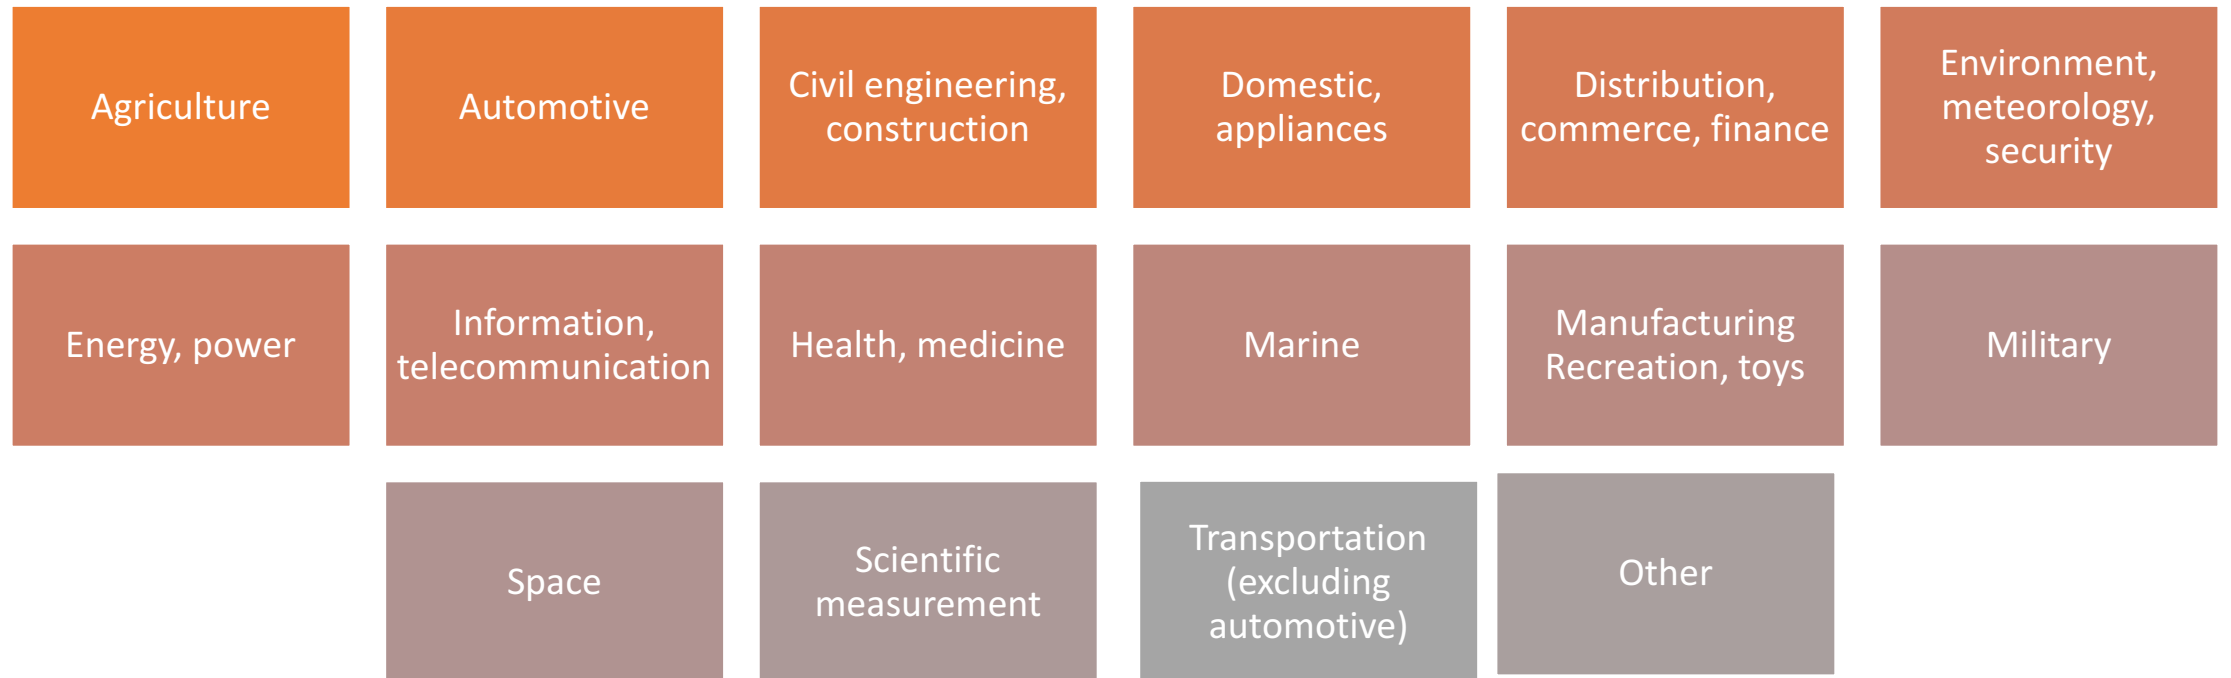 Agriculture
Automotive
Civil engineering,
construction
Domestic,
appliances
Distribution,
commerce, finance
Environment,
meteorology,
security
Energy, power
Information,
telecommunication
Health, medicine
Marine
Manufacturing
Recreation, toys
Military
Space
Scientific
measurement
Transportation
(excluding
automotive)
Other